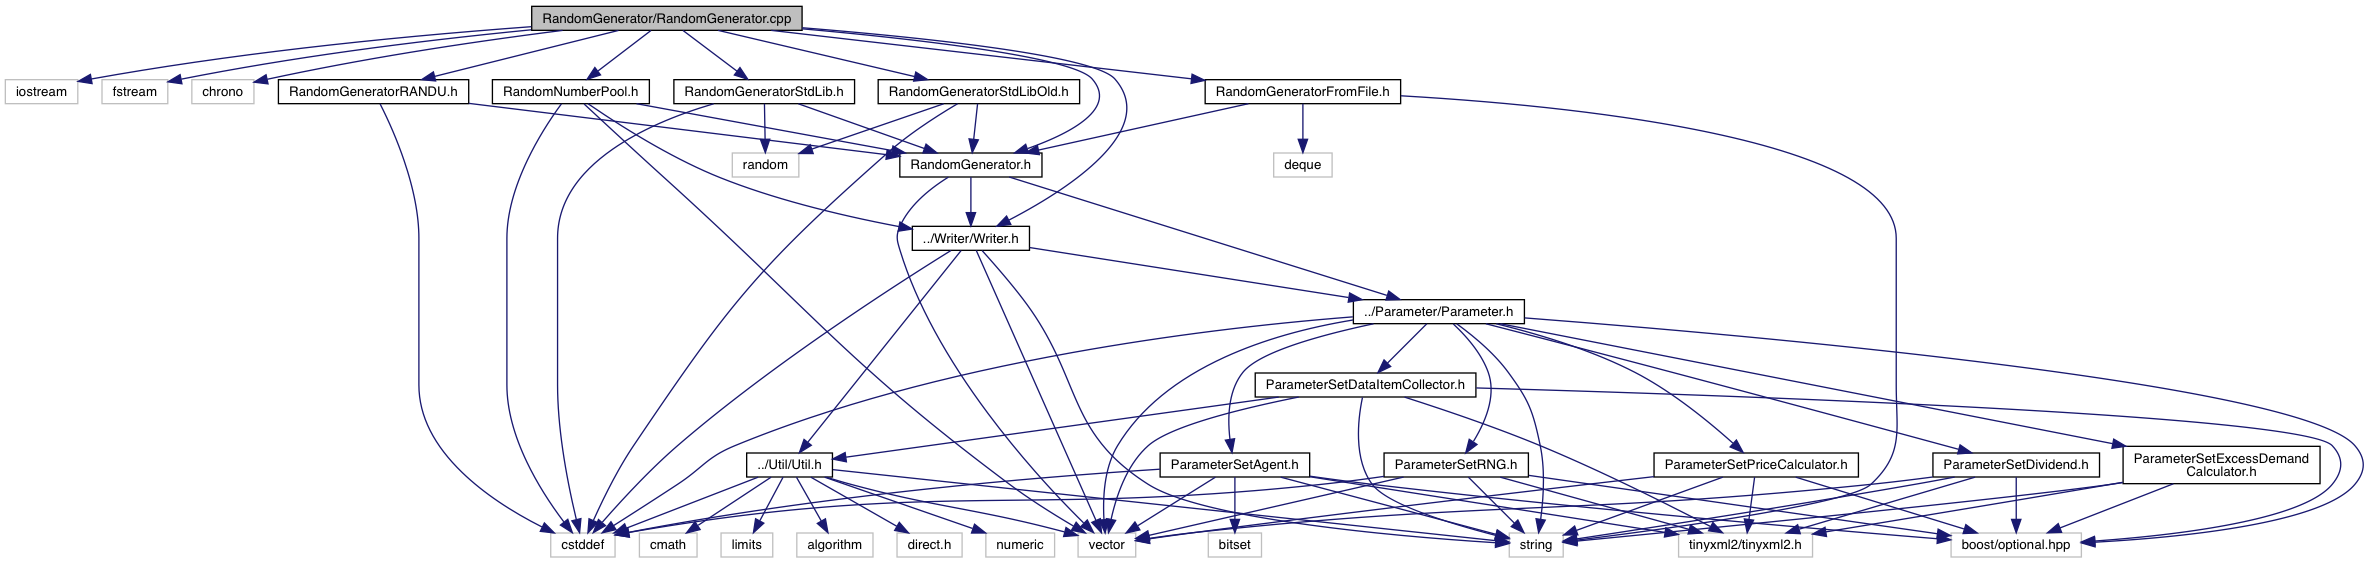 RandomGenerator/RandomGenerator.cpp
iostream
fstream
chrono
RandomGeneratorRANDU.h
RandomNumberPool.h
RandomGeneratorStdLib.h
RandomGeneratorStdLibOld.h
RandomGeneratorFromFile.h
random
RandomGenerator.h
deque
../Writer/Writer.h
../Parameter/Parameter.h
ParameterSetDataItemCollector.h
../Util/Util.h
ParameterSetAgent.h
ParameterSetRNG.h
ParameterSetPriceCalculator.h
ParameterSetDividend.h
ParameterSetExcessDemand
Calculator.h
cstddef
cmath
limits
algorithm
direct.h
numeric
vector
bitset
string
tinyxml2/tinyxml2.h
boost/optional.hpp